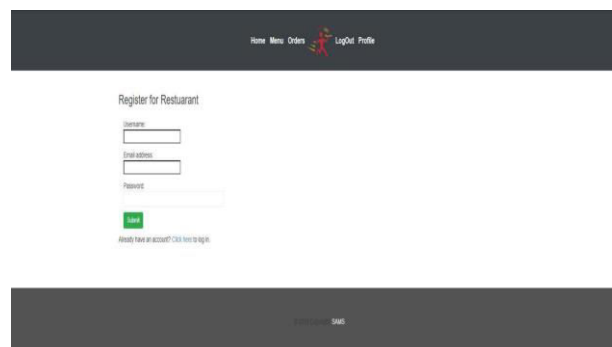 Home Menu Orders LogOut Profile
Register for Restuarant
Username:
Email address:
Password:
Submit
Already have an account? Click here to log in.
SAMS